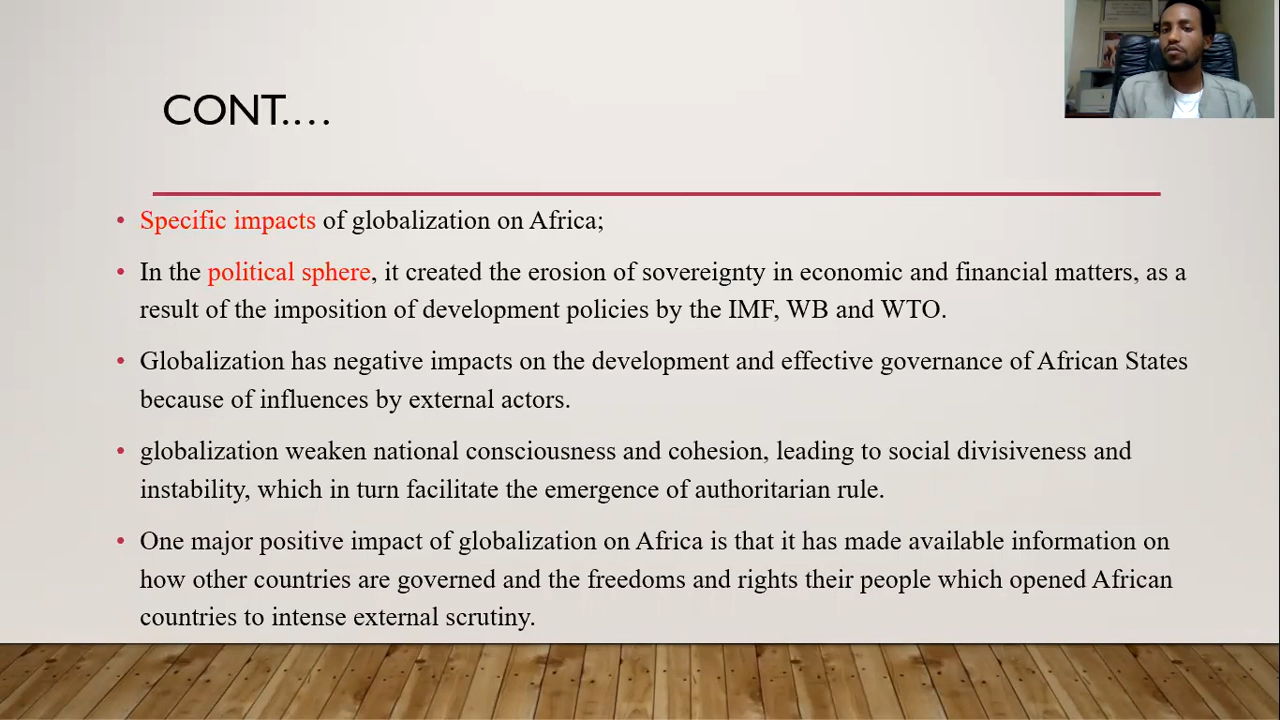 CONT.…
• Specific impacts of globalization on Africa;
• In the political sphere, it created the erosion of sovereignty in economic and financial matters, as a
result of the imposition of development policies by the IMF, WB and WTO.
• Globalization has negative impacts on the development and effective governance of African States
because of influences by external actors.
• globalization weaken national consciousness and cohesion, leading to social divisiveness and
instability, which in turn facilitate the emergence of authoritarian rule.
• One major positive impact of globalization on Africa is that it has made available information on
how other countries are governed and the freedoms and rights their people which opened African
countries to intense external scrutiny.